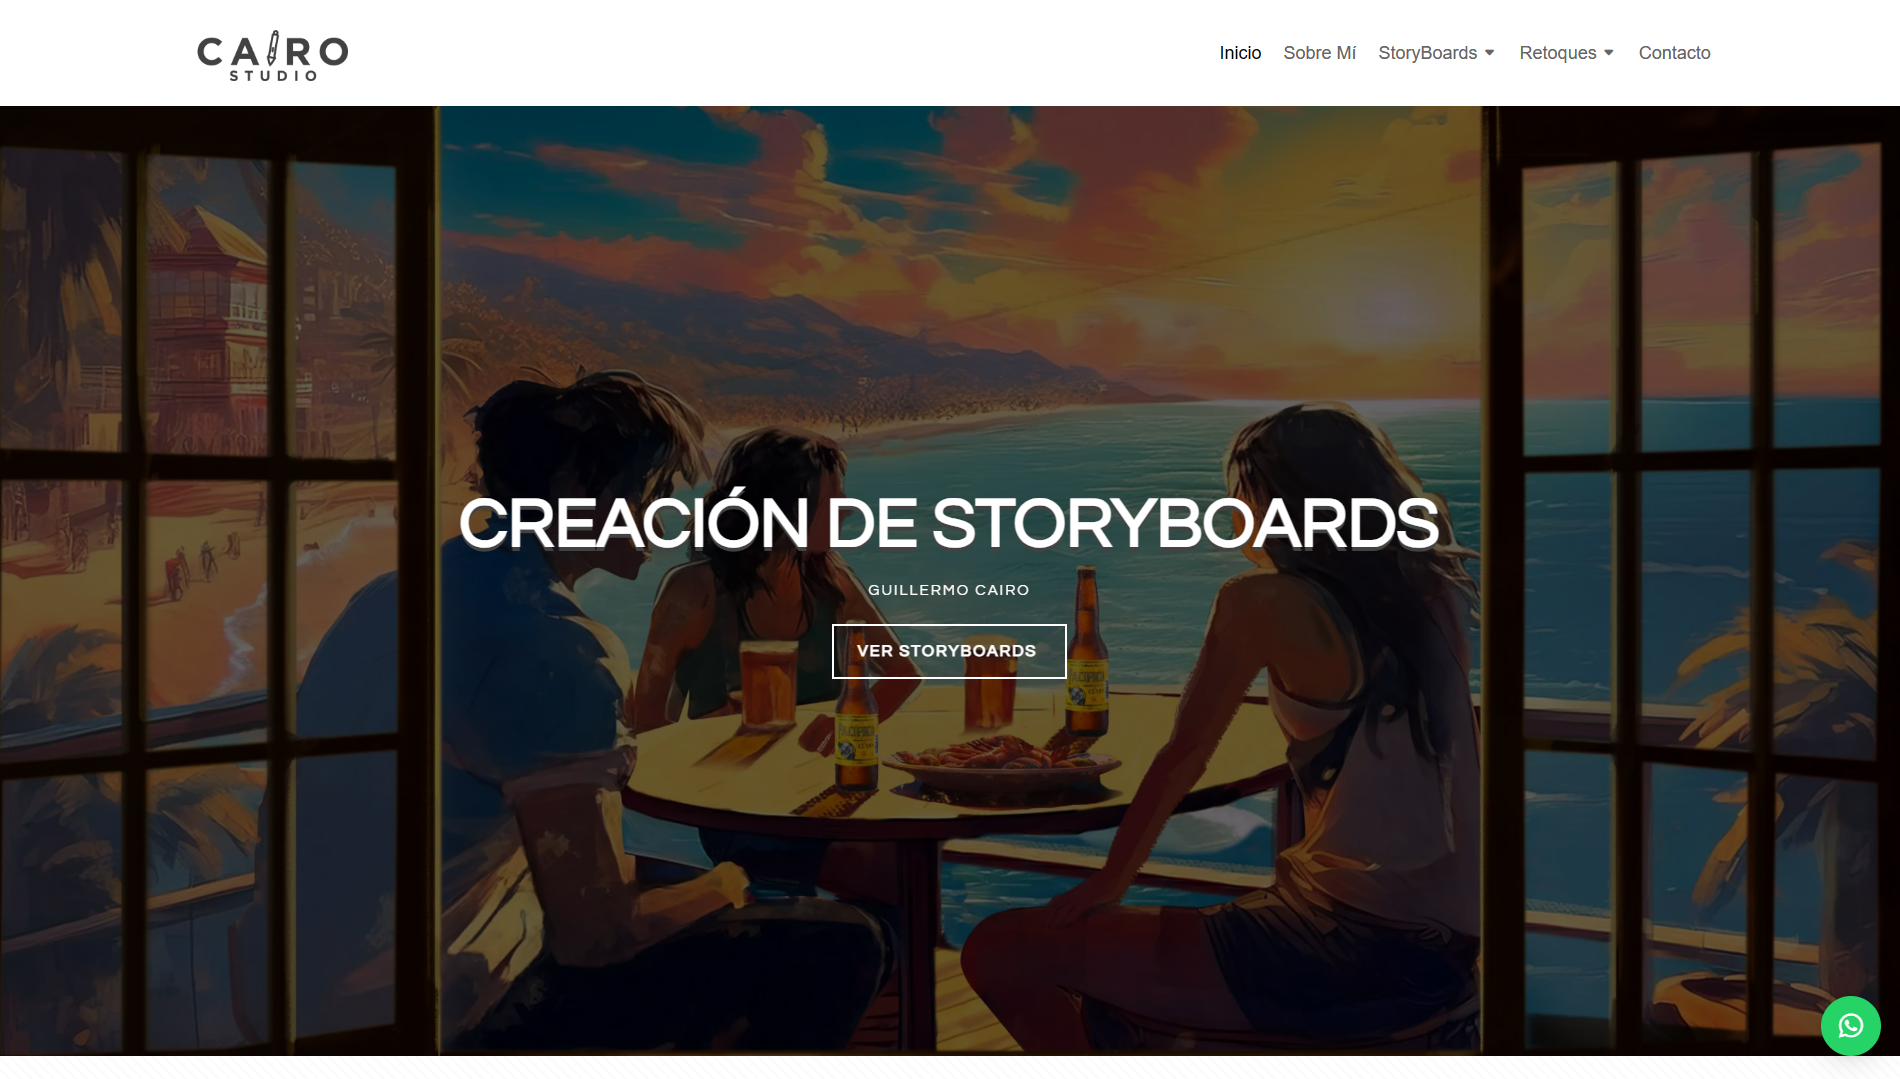 CAIRO
STUDIO
Inicio Sobre Mí StoryBoards Retoques Contacto
CREACIÓN DE STORYBOARDS
GUILLERMO CAIRO
VER STORYBOARDS